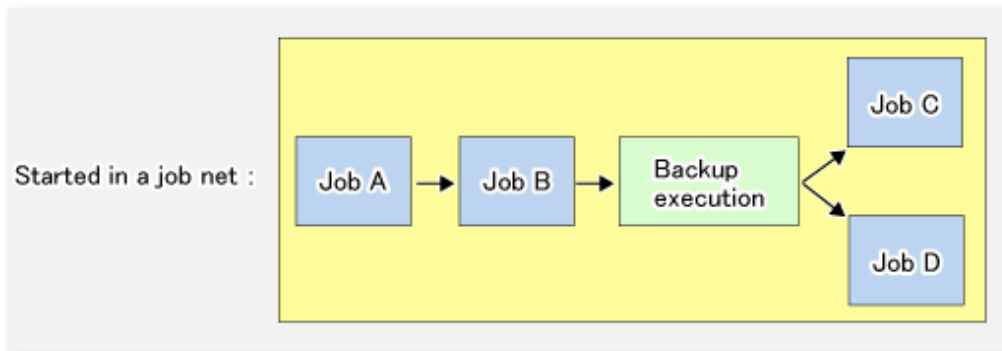 Started in a job net :
Job A
Job B
Backup
execution
Job C
Job D